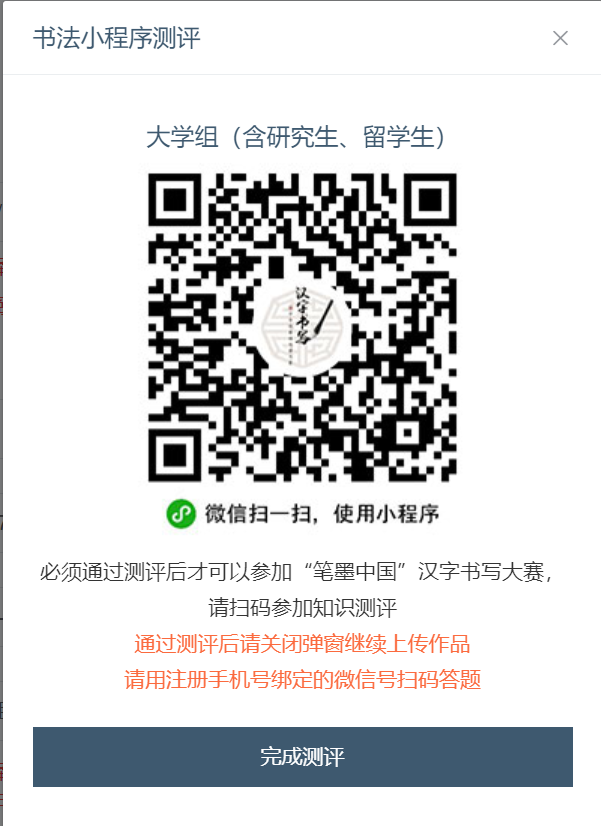 书法小程序测评
大学组（含研究生、留学生）
汉字书写
微信扫一扫，使用小程序
必须通过测评后才可以参加“笔墨中国”汉字书写大赛，
请扫码参加知识测评
通过测评后请关闭弹窗继续上传作品
请用注册手机号绑定的微信号扫码答题
完成测评